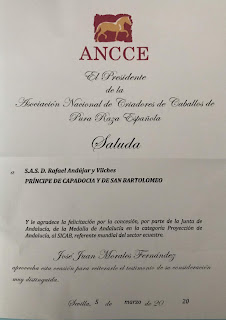 ANCCE
El Presidente
de la
Asociación Nacional de Criadores de Caballos de
Pura Raza Española
Saluda
a S.A.S. D. Rafael Andújar y Vilches
PRÍNCIPE DE CAPADOCIA Y DE SAN BARTOLOMEO
Y le agradece la felicitación por la concesión, por parte de la Junta de
Andalucía, de la Medalla de Andalucía en la categoría Proyección de
Andalucía, al SICAB, referente mundial del sector ecuestre.
José Juan Morales Fernández
aprovecha esta ocasión para reiterarle el testimonio de su consideración
muy distinguida.
Sevilla, 5 de marzo de 20 20